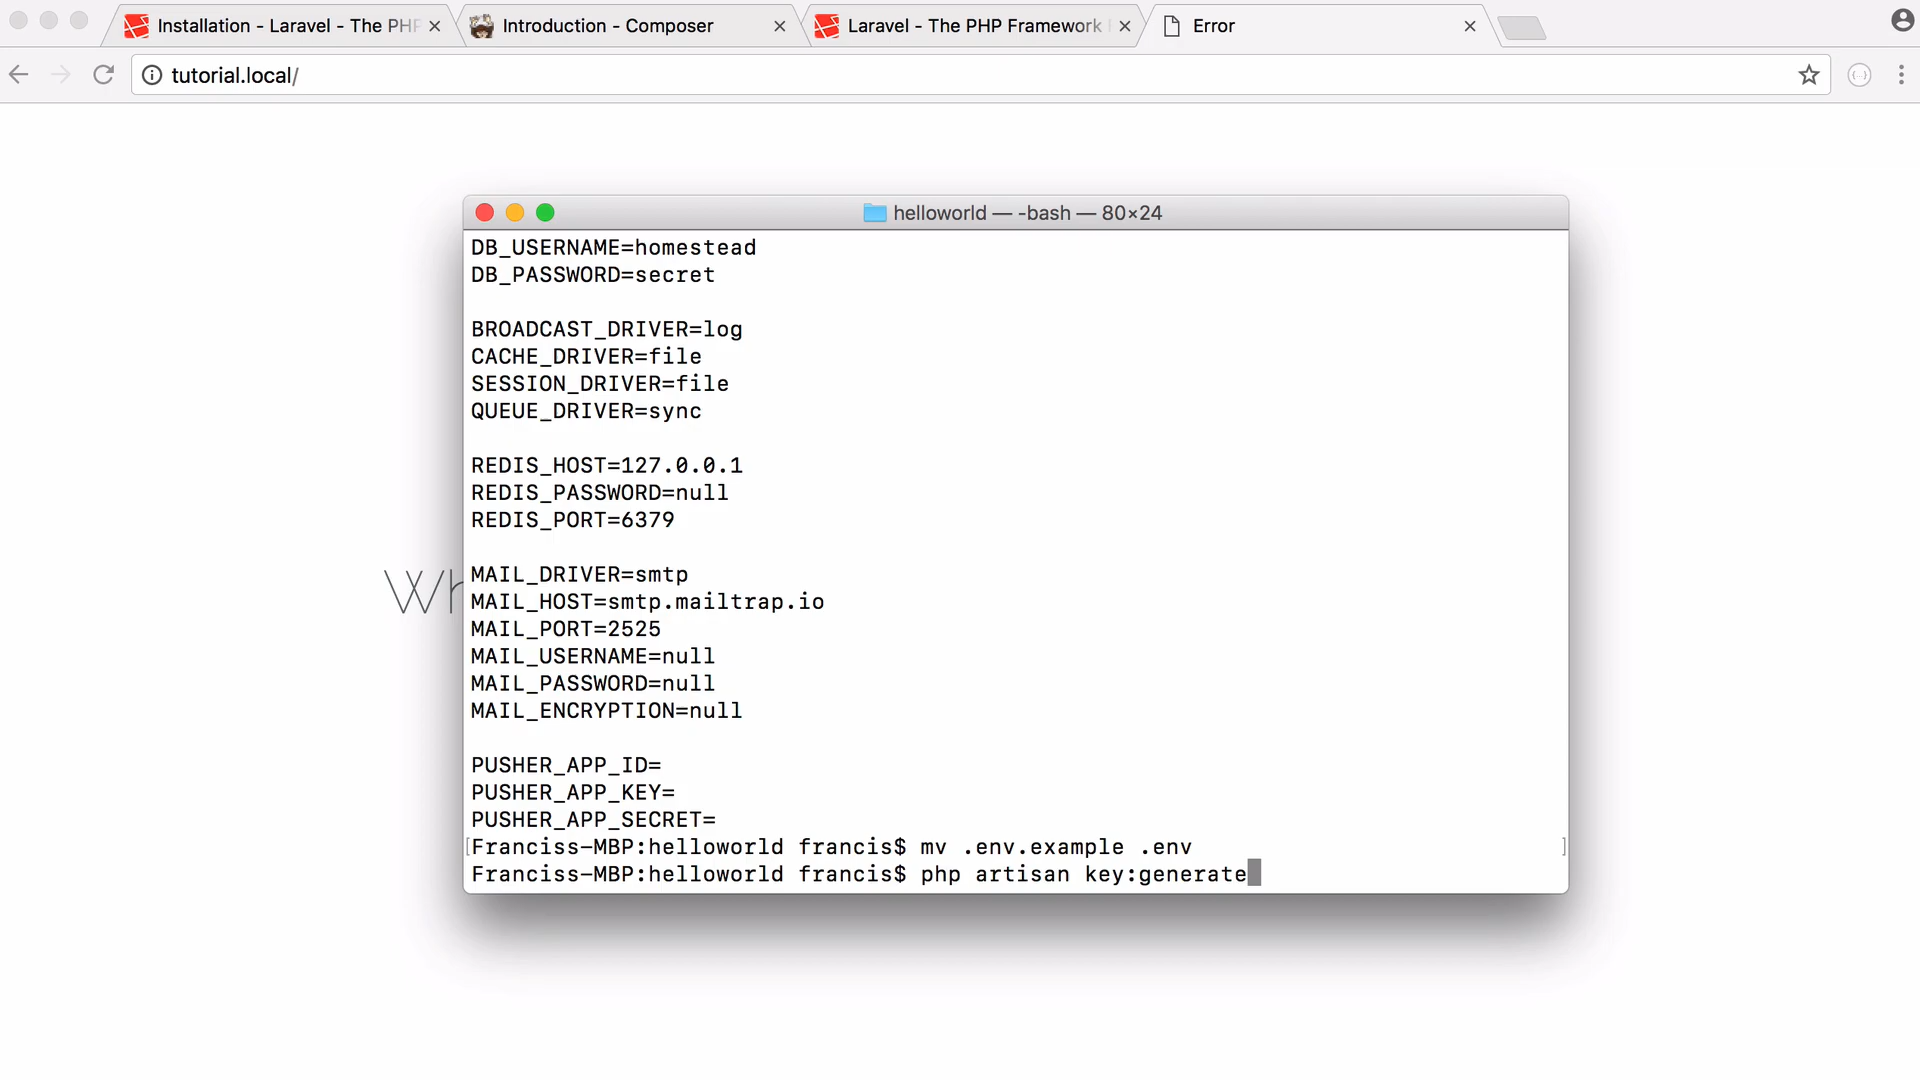 Installation - Laravel - The PHP
Introduction - Composer
Laravel - The PHP Framework
Error
tutorial.local/
helloworld — -bash — 80×24
DB_USERNAME=homestead
DB_PASSWORD=secret
BROADCAST_DRIVER=log
CACHE_DRIVER=file
SESSION_DRIVER=file
QUEUE_DRIVER=sync
REDIS_HOST=127.0.0.1
REDIS_PASSWORD=null
REDIS_PORT=6379
MAIL_DRIVER=smtp
Wh
MAIL_HOST=smtp.mailtrap.io
MAIL_PORT=2525
MAIL_USERNAME=null
MAIL_PASSWORD=null
MAIL_ENCRYPTION=null
PUSHER_APP_ID=
PUSHER_APP_KEY=
PUSHER_APP_SECRET=
[Franciss-MBP:helloworld francis$ mv .env.example .env ]
Franciss-MBP:helloworld francis$ php artisan key:generate